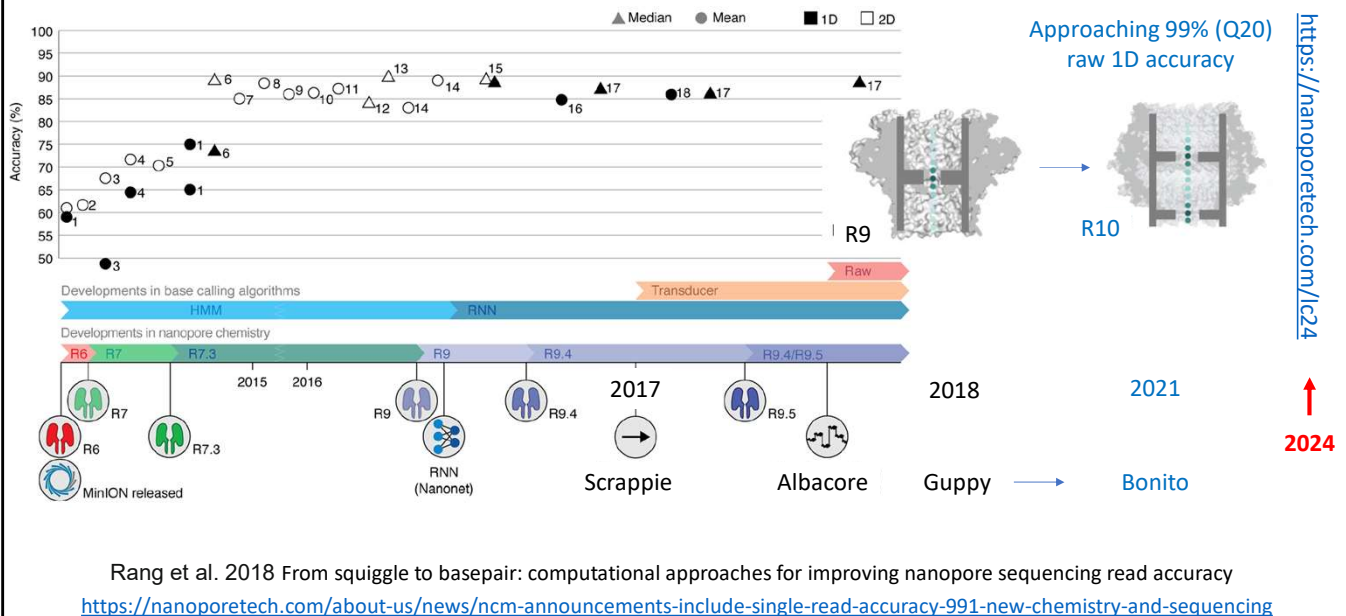 Median Mean 1D 2D
Approaching 99% (Q20)
raw 1D accuracy
https://nanoporetech.com/lc24
Accuracy (%)
100
95
90
85
80
75
70
65
60
55
50
1
2
3
3
4
4
5
1
1
6
6
7
8
9
10
11
12
13
14
14
15
16
17
18
17
17
R9
R10
Raw
Developments in base calling algorithms
Transducer
HMM
RNN
Developments in nanopore chemistry
R6 R7 R7.3 R9 R9.4 R9.4/R9.5
2015 2016 2017 2018 2021
R7 R9 R9.4 R9.5
R6 R7.3
2024
RNN
(Nanonet)
MinION released
Scrappie Albacore Guppy Bonito
Rang et al. 2018 From squiggle to basepair: computational approaches for improving nanopore sequencing read accuracy
https://nanoporetech.com/about-us/news/ncm-announcements-include-single-read-accuracy-991-new-chemistry-and-sequencing